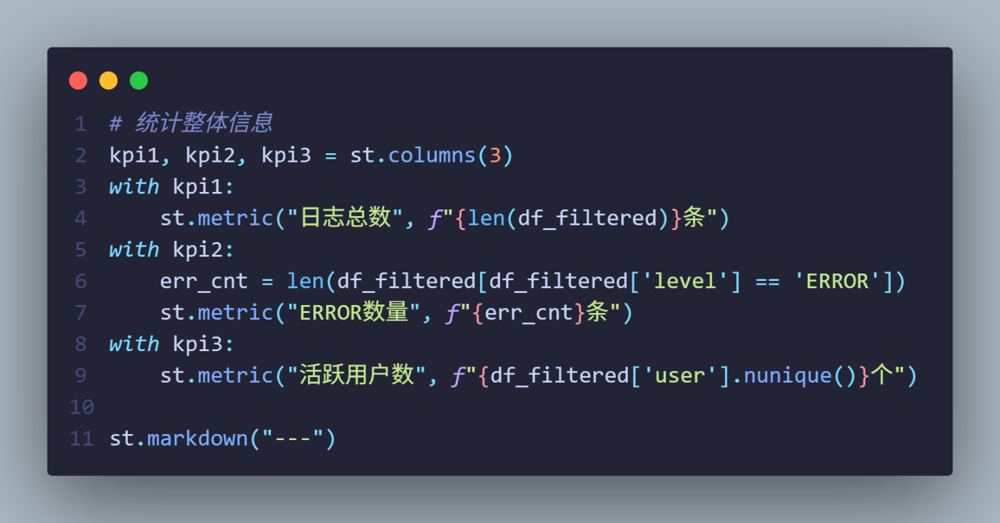 1 # 统计整体信息
2 kpi1, kpi2, kpi3 = st.columns(3)
3 with kpi1:
4     st.metric("日志总数", f"{len(df_filtered)}条")
5 with kpi2:
6     err_cnt = len(df_filtered[df_filtered['level'] == 'ERROR'])
7     st.metric("ERROR数量", f"{err_cnt}条")
8 with kpi3:
9     st.metric("活跃用户数", f"{df_filtered['user'].nunique()}个")
10
11 st.markdown("---")